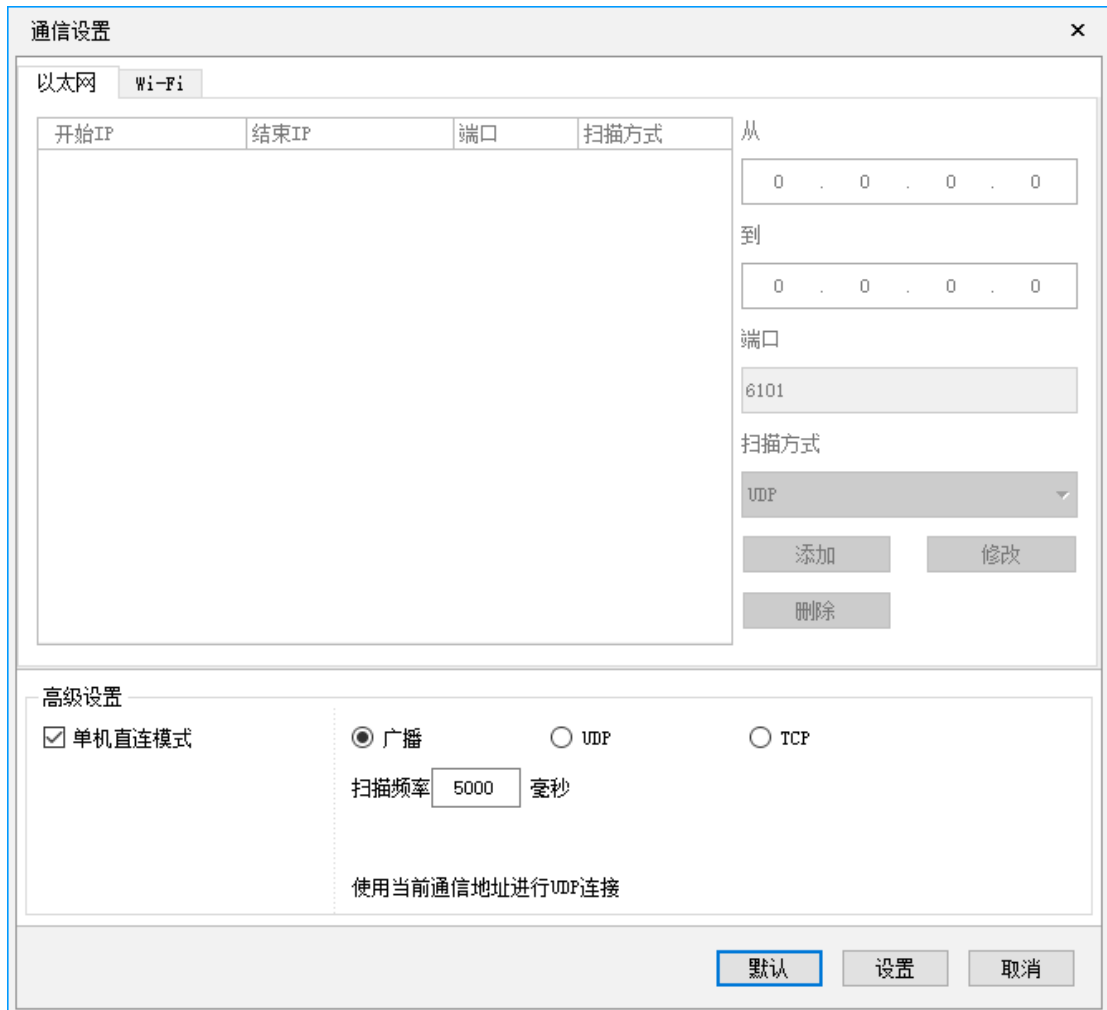 通信设置
以太网 Wi-Fi
开始IP 结束IP 端口 扫描方式
从
0 . 0 . 0 . 0
到
0 . 0 . 0 . 0
端口
6101
扫描方式
UDP
添加 修改
删除
高级设置
单机直连模式 广播 UDP TCP
扫描频率 5000 毫秒
使用当前通信地址进行UDP连接
默认 设置 取消